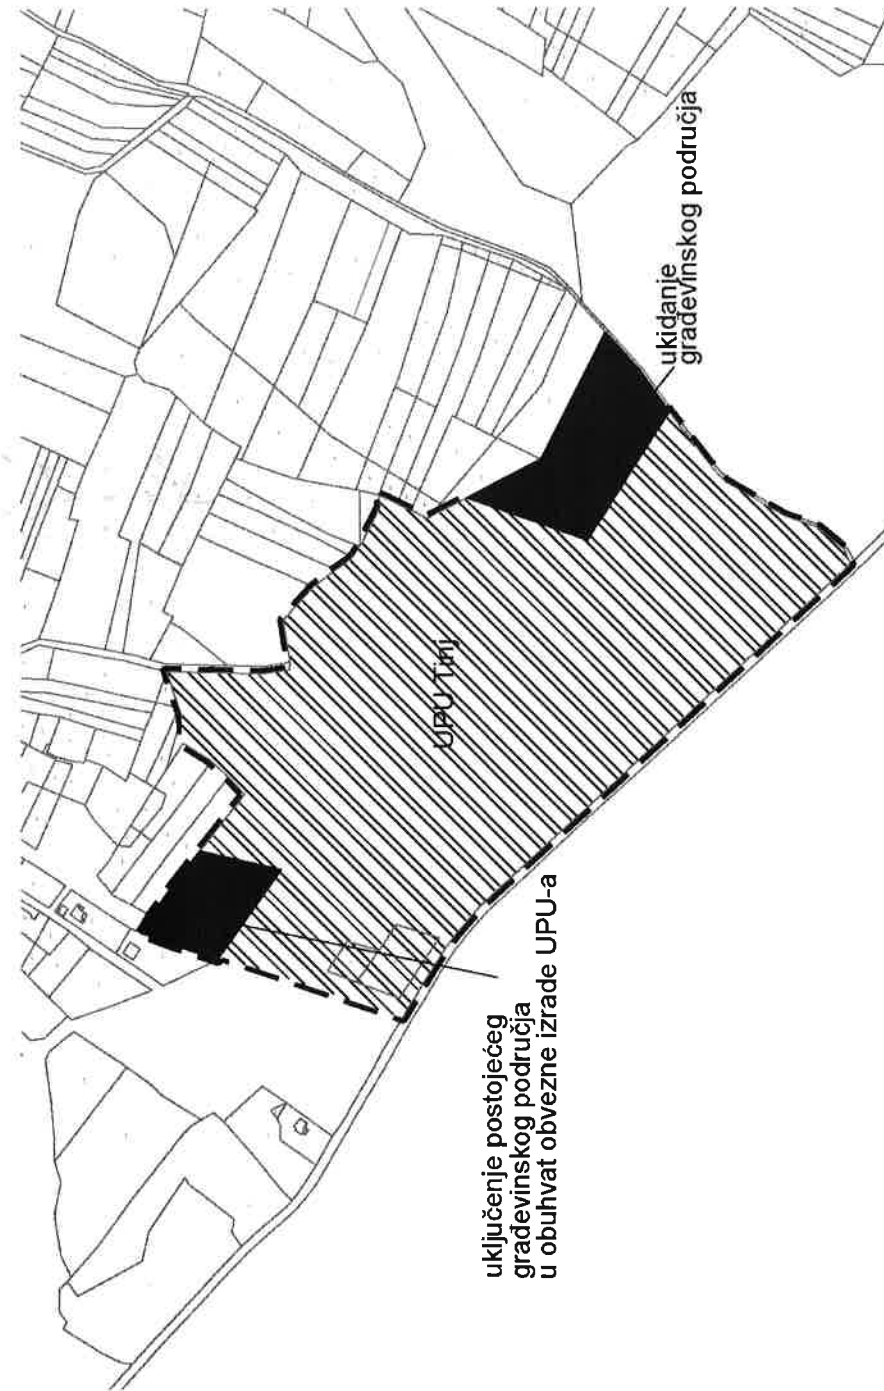 ukidanje
građevinskog područja
UPU Tinj
uključenje postojećeg
građevinskog područja
u obuhvat obvezne izrade UPU-a